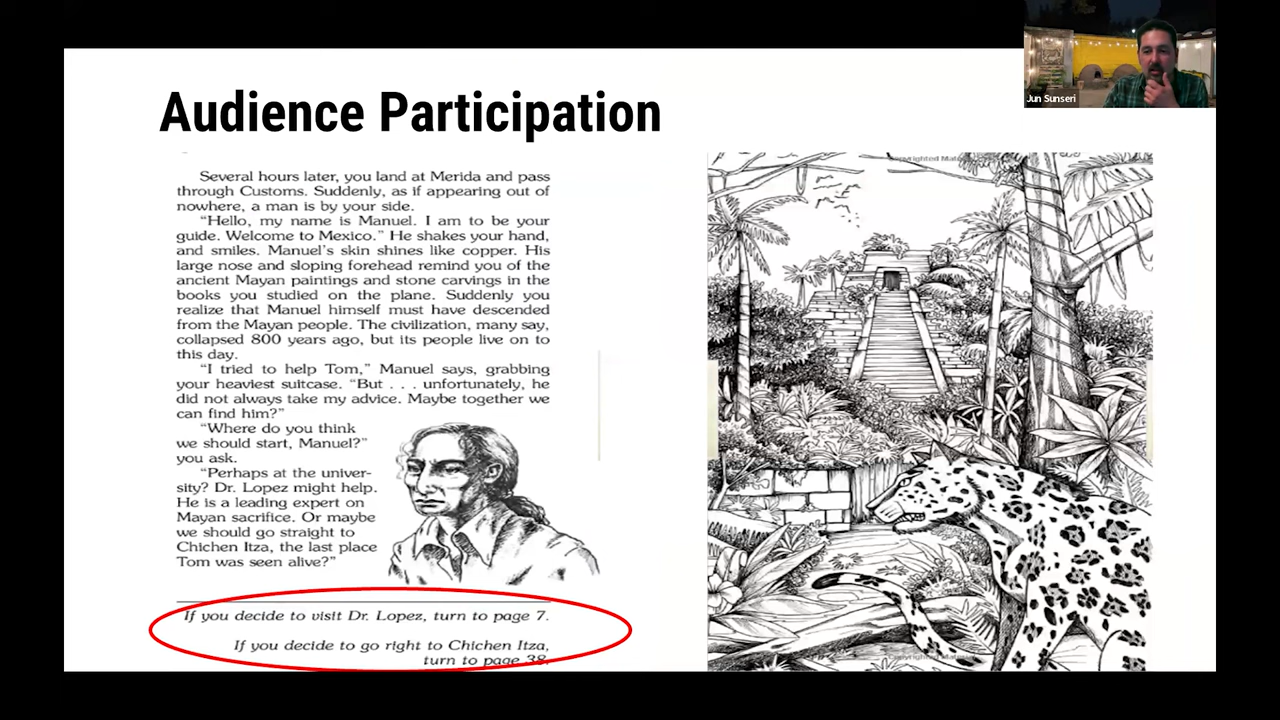 Jun Sunseri
Audience Participation
Several hours later, you land at Merida and pass
through Customs. Suddenly, as if appearing out of
nowhere, a man is by your side.
"Hello, my name is Manuel. I am to be your
guide. Welcome to Mexico." He shakes your hand,
and smiles. Manuel's skin shines like copper. His
large nose and sloping forehead remind you of the
ancient Mayan paintings and stone carvings in the
books you studied on the plane. Suddenly you
realize that Manuel himself must have descended
from the Mayan people. The civilization, many say,
collapsed 800 years ago, but its people live on to
this day.
"I tried to help Tom," Manuel says, grabbing
your heaviest suitcase. "But . . . unfortunately, he
did not always take my advice. Maybe together we
can find him?"
"Where do you think
we should start, Manuel?"
you ask.
"Perhaps at the univer-
sity? Dr. Lopez might help.
He is a leading expert on
Mayan sacrifice. Or maybe
we should go straight to
Chichen Itza, the last place
Tom was seen alive?"
If you decide to visit Dr. Lopez, turn to page 7.
If you decide to go right to Chichen Itza,
turn to page 38.